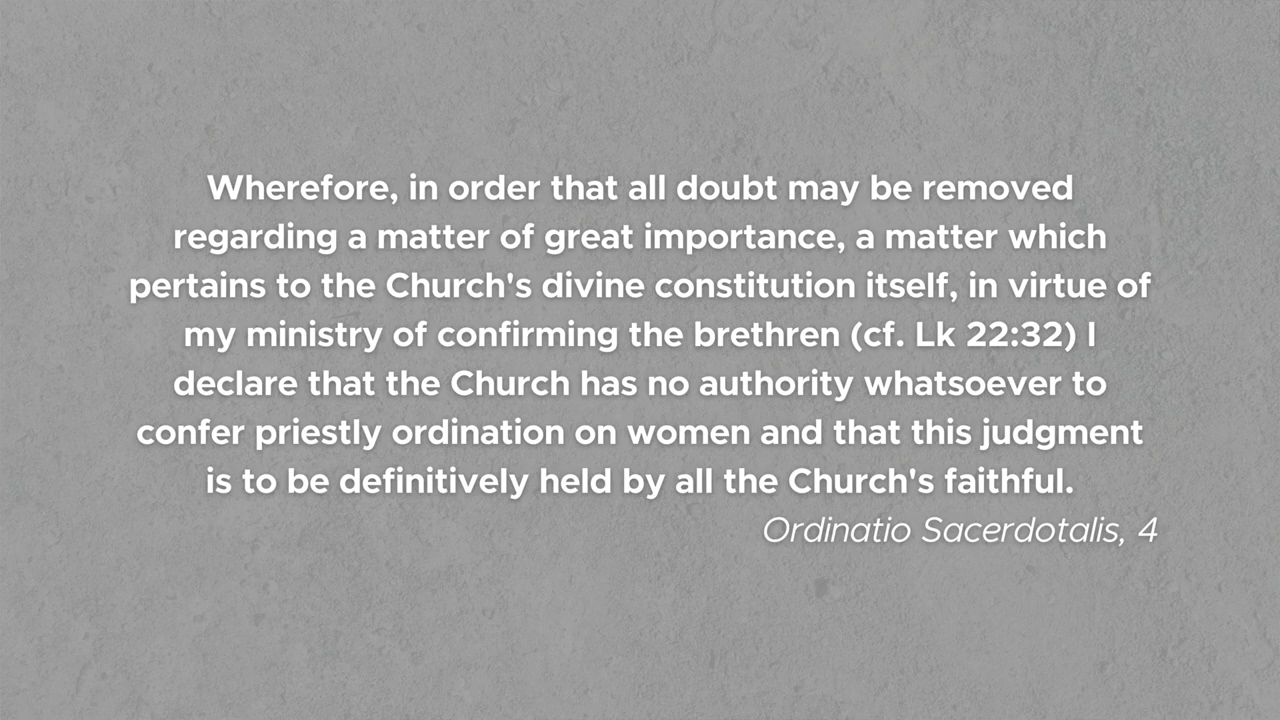 Wherefore, in order that all doubt may be removed
regarding a matter of great importance, a matter which
pertains to the Church's divine constitution itself, in virtue of
my ministry of confirming the brethren (cf. Lk 22:32) I
declare that the Church has no authority whatsoever to
confer priestly ordination on women and that this judgment
is to be definitively held by all the Church's faithful.
Ordinatio Sacerdotalis, 4